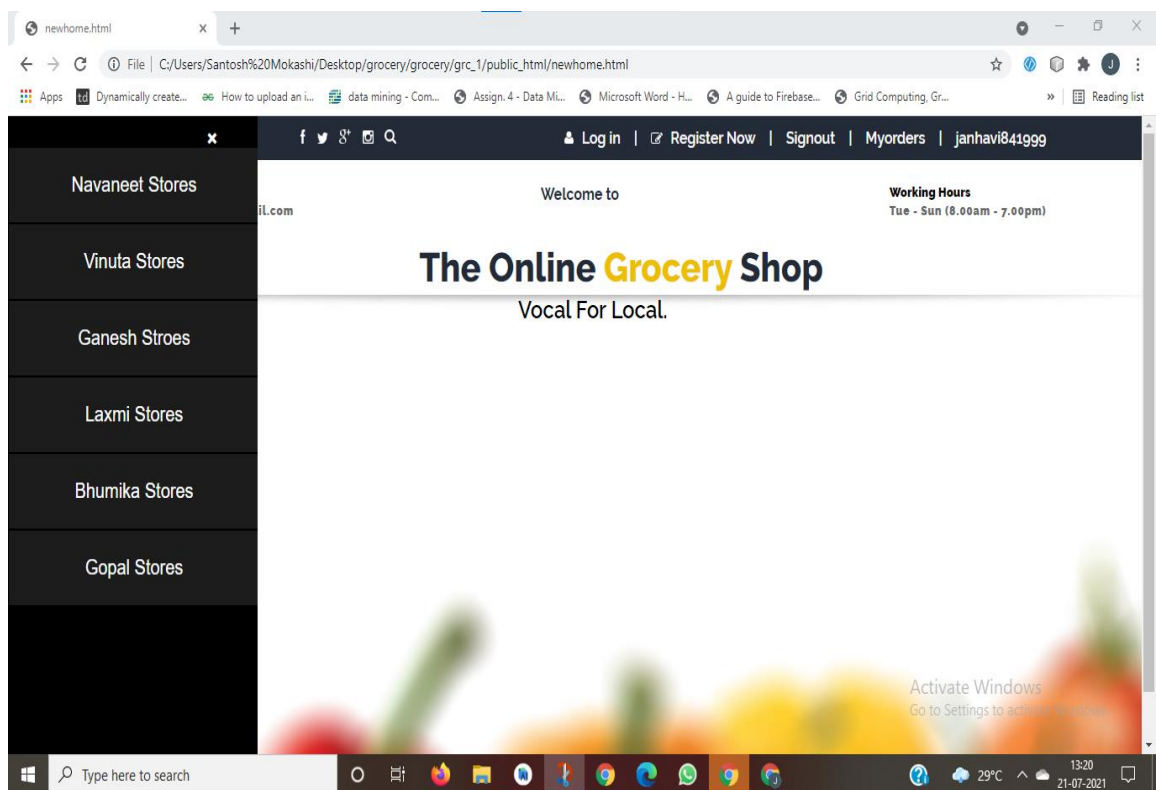 newhome.html
File | C:/Users/Santosh%20Mokashi/Desktop/grocery/grocery/grc_1/public_html/newhome.html
J
Apps td Dynamically create... How to upload an i... data mining - Com... Assign. 4 - Data Mi... Microsoft Word - H... A guide to Firebase... Grid Computing, Gr... » Reading list
Log in | Register Now | Signout | Myorders | janhavi841999
Navaneet Stores
Vinuta Stores
Ganesh Stroes
Laxmi Stores
Bhumika Stores
Gopal Stores
il.com
Welcome to
Working Hours
Tue - Sun (8.00am - 7.00pm)
The Online Grocery Shop
Vocal For Local.
Activate Windows
Go to Settings to activate Windows.
Type here to search
29°C
13:20
21-07-2021